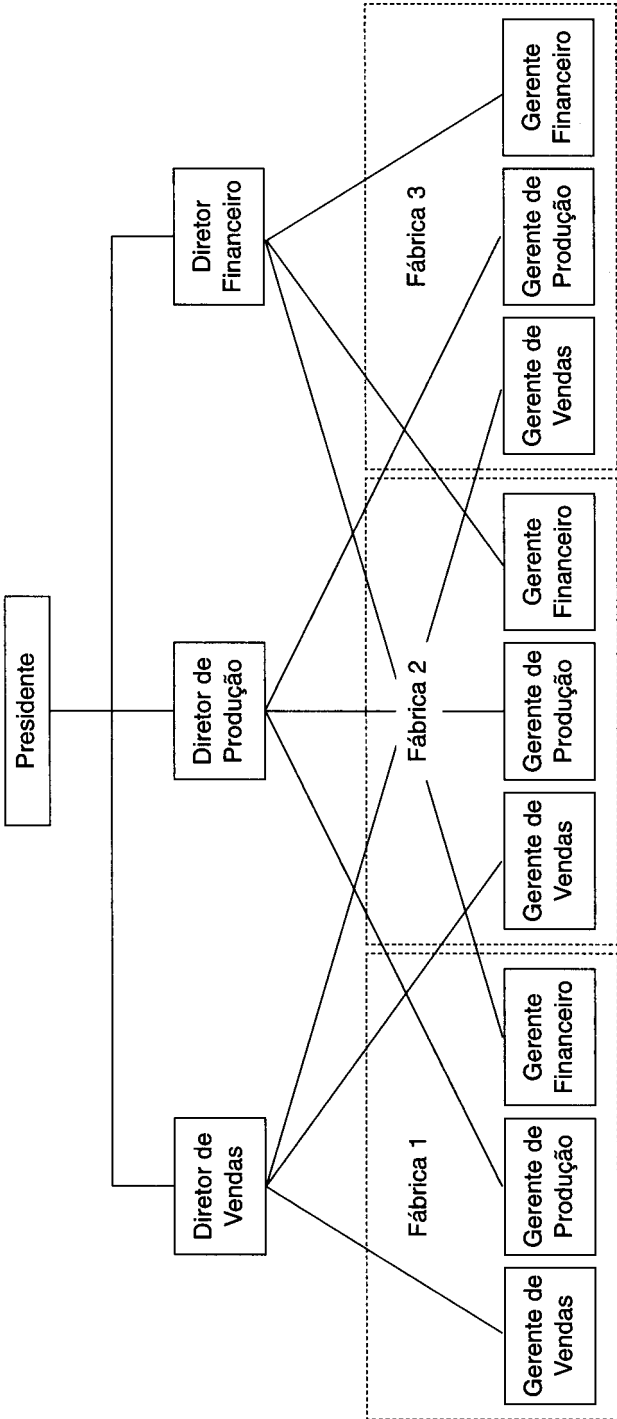 Presidente
Diretor de
Vendas
Diretor de
Produção
Diretor
Financeiro
Fábrica 1
Fábrica 2
Fábrica 3
Gerente de
Vendas
Gerente de
Produção
Gerente
Financeiro
Gerente de
Vendas
Gerente de
Produção
Gerente
Financeiro
Gerente de
Vendas
Gerente de
Produção
Gerente
Financeiro